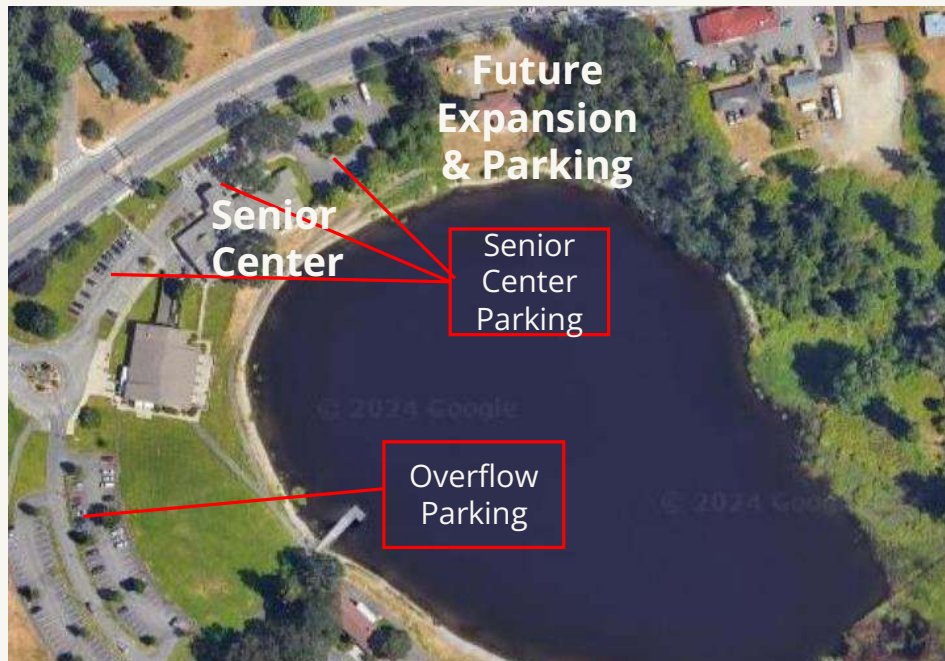 Future
Expansion
& Parking
Senior
Center
Senior
Center
Parking
© 2024 Google
Overflow
Parking
© 2024 Google